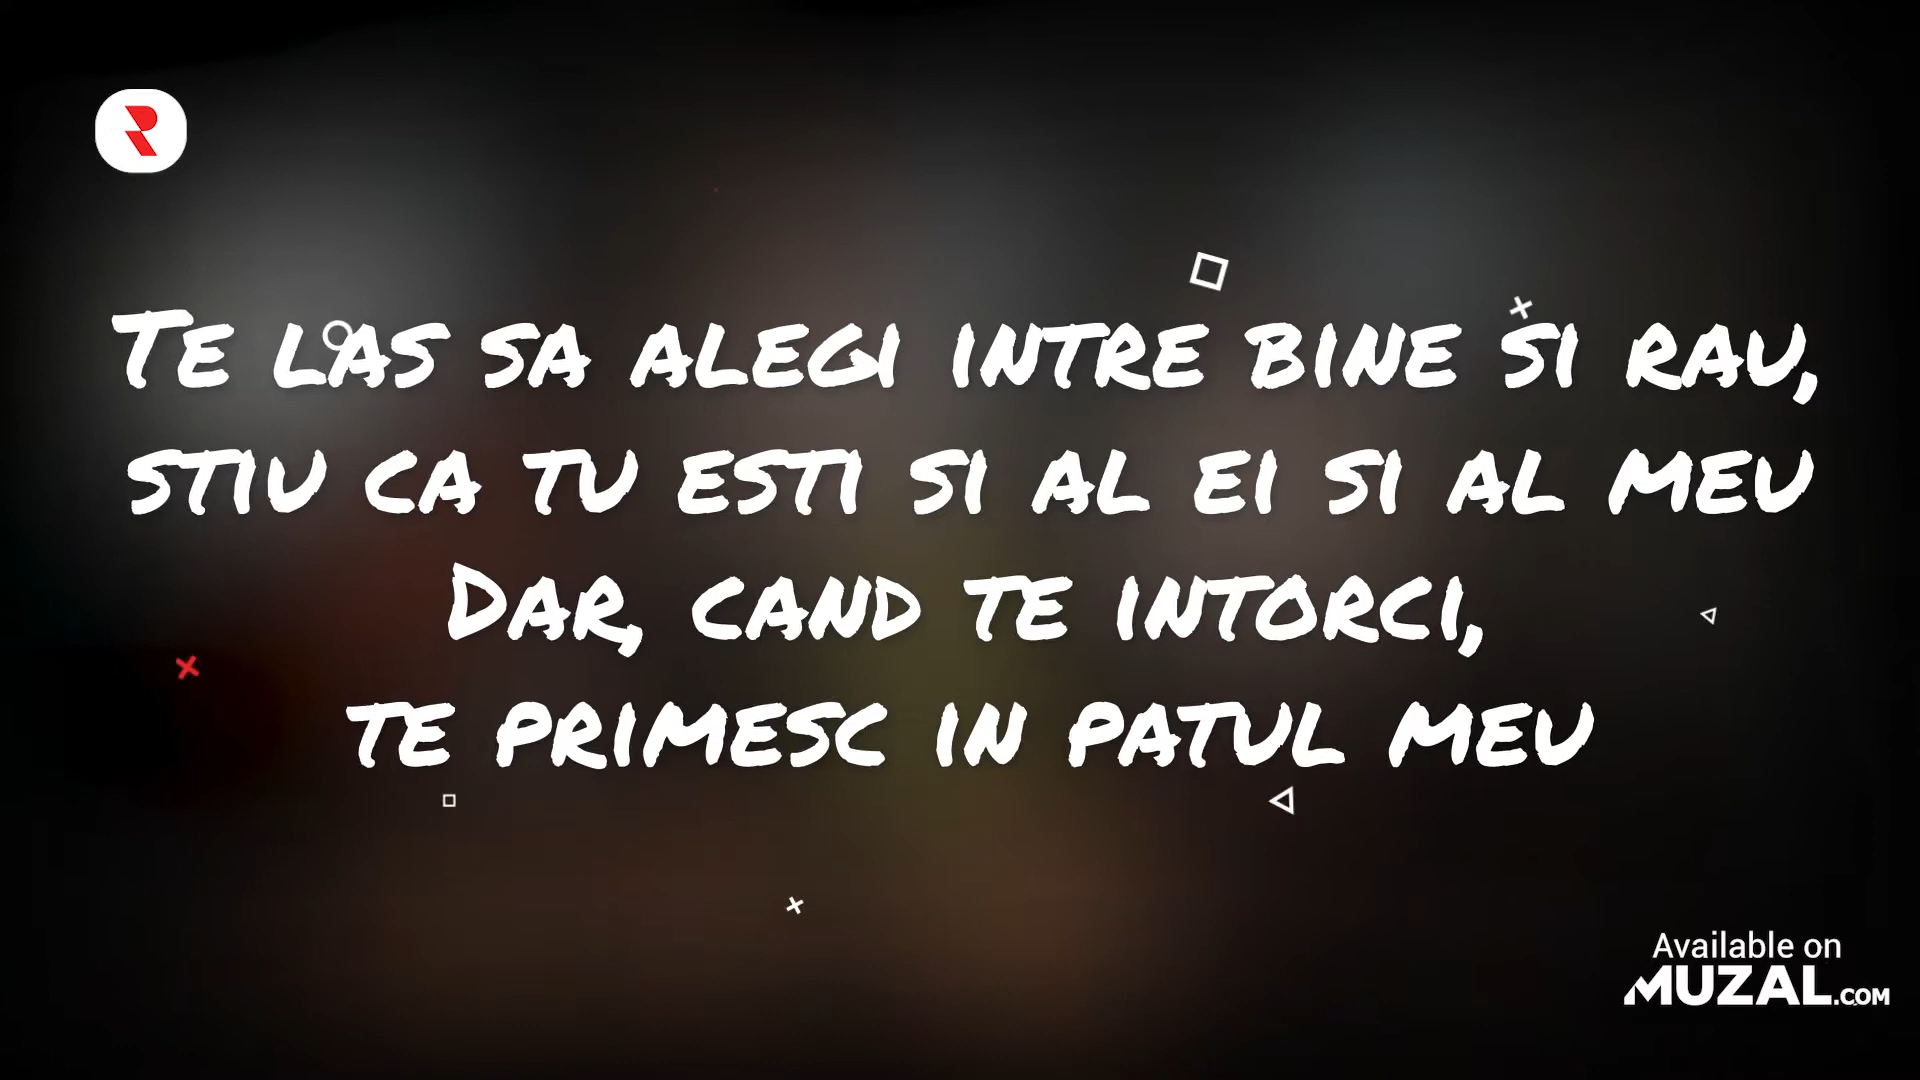 Te las sa alegi intre bine si rau,
stiu ca tu esti si al ei si al meu
Dar, cand te intorci,
te primesc in patul meu
Available on
MUZAL.COM